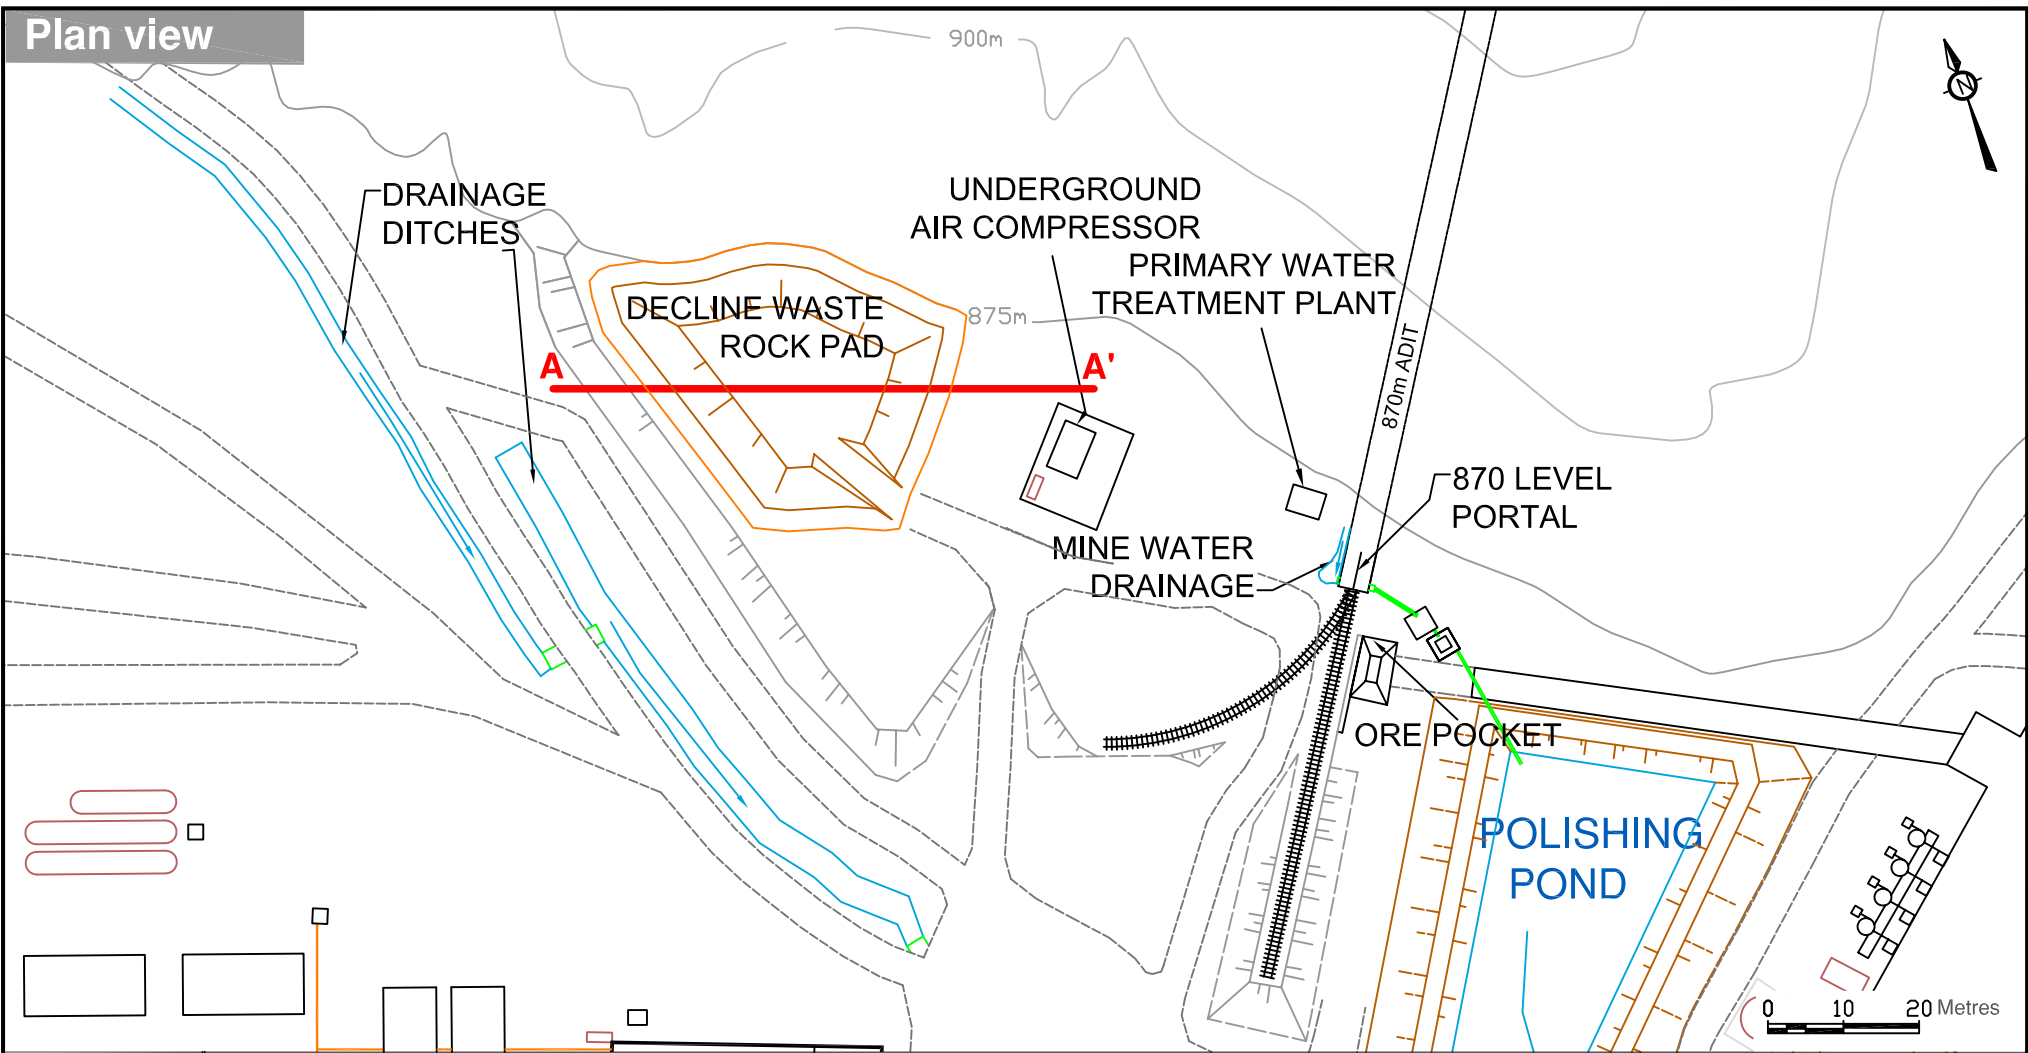 Plan view
900m
N
DRAINAGE
DITCHES
UNDERGROUND
AIR COMPRESSOR
PRIMARY WATER
TREATMENT PLANT
DECLINE WASTE
ROCK PAD
875m
A
A'
870m ADIT
870 LEVEL
PORTAL
MINE WATER
DRAINAGE
ORE POCKET
POLISHING
POND
0 10 20 Metres